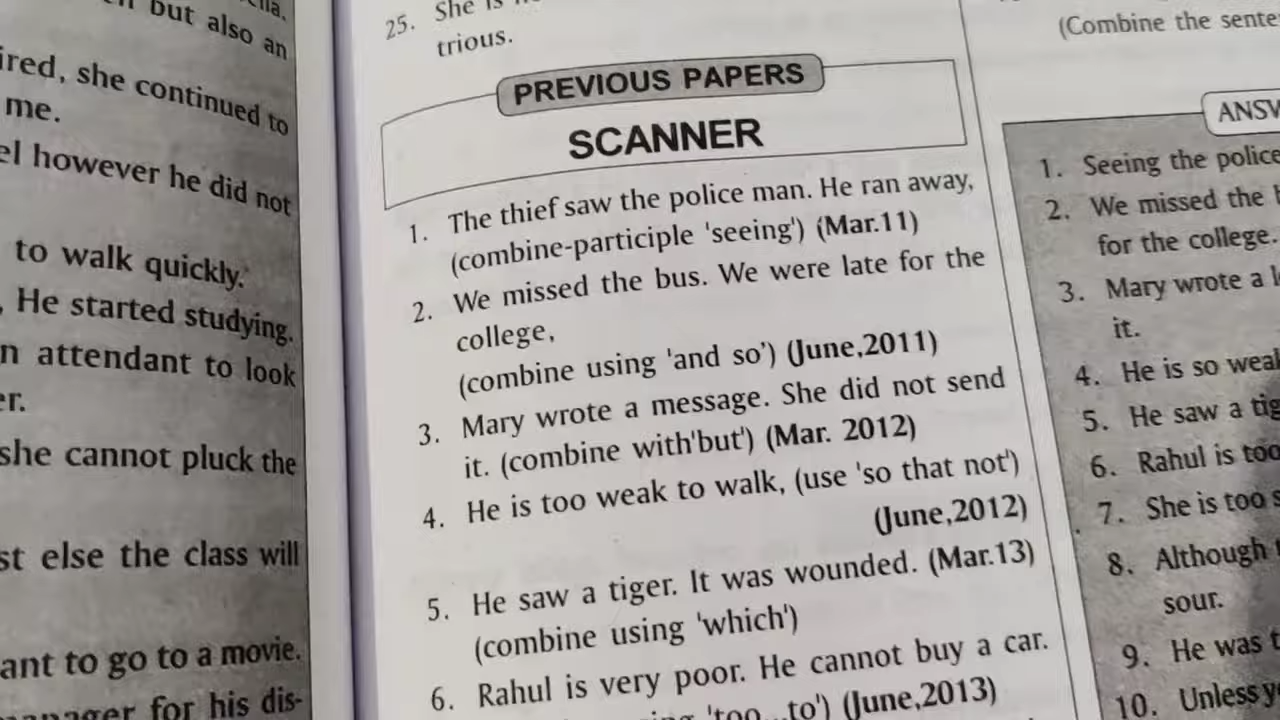 but also an
ired, she continued to
me.
el however he did not
to walk quickly.
, He started studying.
n attendant to look
er.
she cannot pluck the
st else the class will
ant to go to a movie.
for his dis-
25. She is
trious.
PREVIOUS PAPERS
SCANNER
1. The thief saw the police man. He ran away,
(combine-participle 'seeing') (Mar.11)
2. We missed the bus. We were late for the
college,
(combine using 'and so') (June,2011)
3. Mary wrote a message. She did not send
it. (combine with'but') (Mar. 2012)
4. He is too weak to walk, (use 'so that not')
(June,2012)
5. He saw a tiger. It was wounded. (Mar.13)
(combine using 'which')
6. Rahul is very poor. He cannot buy a car.
'too...to') (June,2013)
(Combine the sente
ANSW
1. Seeing the police
2. We missed the
for the college.
3. Mary wrote a
it.
4. He is so weak
5. He saw a tig
6. Rahul is too
7. She is too s
8. Although
sour.
9. He was t
10. Unless y